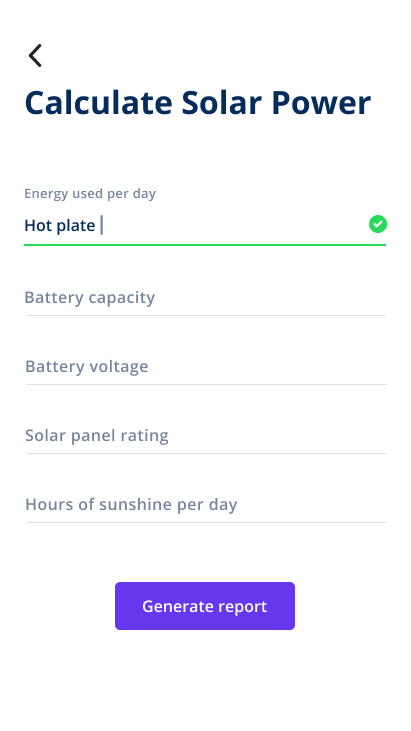 Calculate Solar Power
Energy used per day
Hot plate
Battery capacity
Battery voltage
Solar panel rating
Hours of sunshine per day
Generate report